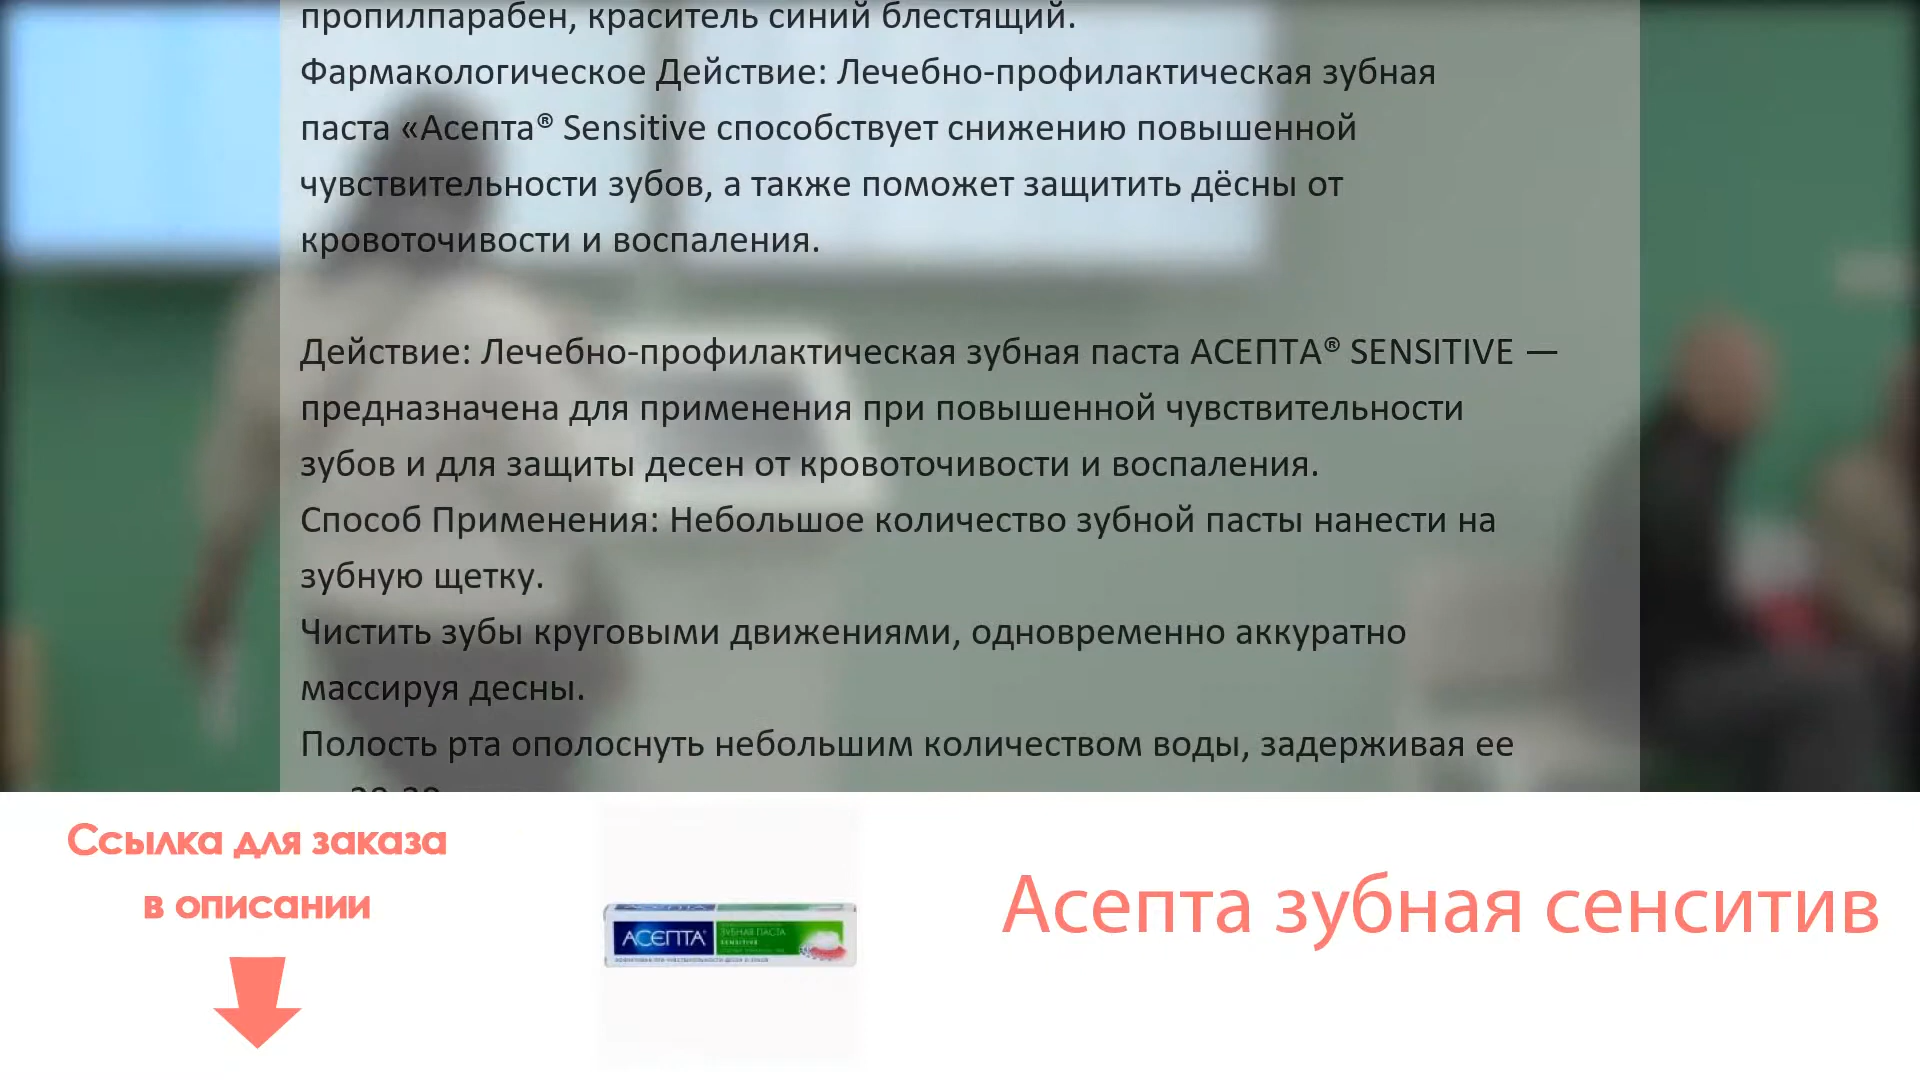 пропилпарабен, краситель синий блестящий.
Фармакологическое Действие: Лечебно-профилактическая зубная
паста «Асепта® Sensitive способствует снижению повышенной
чувствительности зубов, а также поможет защитить дёсны от
кровоточивости и воспаления.
Действие: Лечебно-профилактическая зубная паста АСЕПТА® SENSITIVE —
предназначена для применения при повышенной чувствительности
зубов и для защиты десен от кровоточивости и воспаления.
Способ Применения: Небольшое количество зубной пасты нанести на
зубную щетку.
Чистить зубы круговыми движениями, одновременно аккуратно
массируя десны.
Полость рта ополоснуть небольшим количеством воды, задерживая ее
Ссылка для заказа
в описании
АСЕПТА
АСЕПТА®
ЗУБНАЯ ПАСТА
SENSITIVE
Асепта зубная сенситив